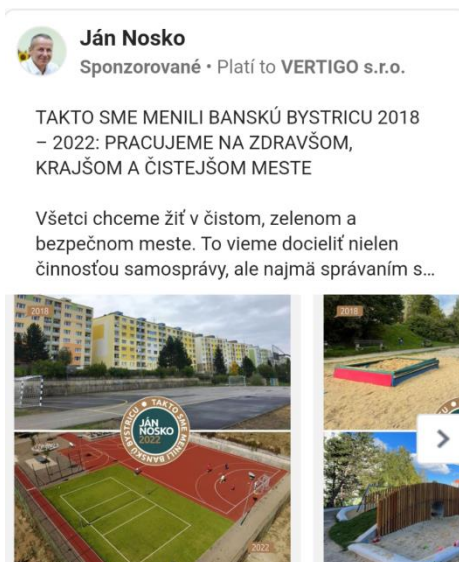 Ján Nosko
Sponzorované • Platí to VERTIGO s.r.o.
TAKTO SME MENILI BANSKÚ BYSTRICU 2018
– 2022: PRACUJEME NA ZDRAVŠOM,
KRAJŠOM A ČISTEJŠOM MESTE
Všetci chceme žiť v čistom, zelenom a
bezpečnom meste. To vieme docieliť nielen
činnosťou samosprávy, ale najmä správaním s...
2018
2018
TAKTO SME MENILI BANSKÚ BYSTRICU
JÁN
NOSKO
2022
2022